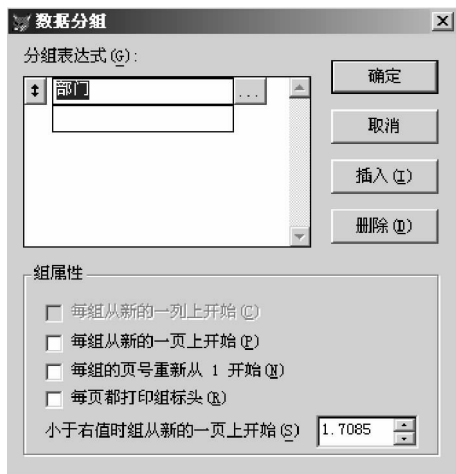 数据分组
分组表达式(G):
部门
...
确定
取消
插入(I)
删除(D)
组属性
每组从新的一列上开始(C)
每组从新的一页上开始(P)
每组的页号重新从 1 开始(N)
每页都打印组标头(R)
小于右值时组从新的一页上开始(S) 1.7085